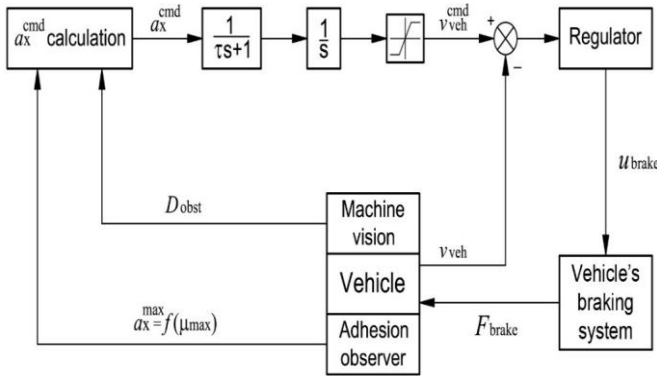 a_x^cmd calculation
a_x^cmd
1
τs+1
1
s
v_veh^cmd
+
−
Regulator
u_brake
D_obst
Machine
vision
v_veh
Vehicle
Vehicle's
braking
system
F_brake
a_x^max=f(μ_max)
Adhesion
observer